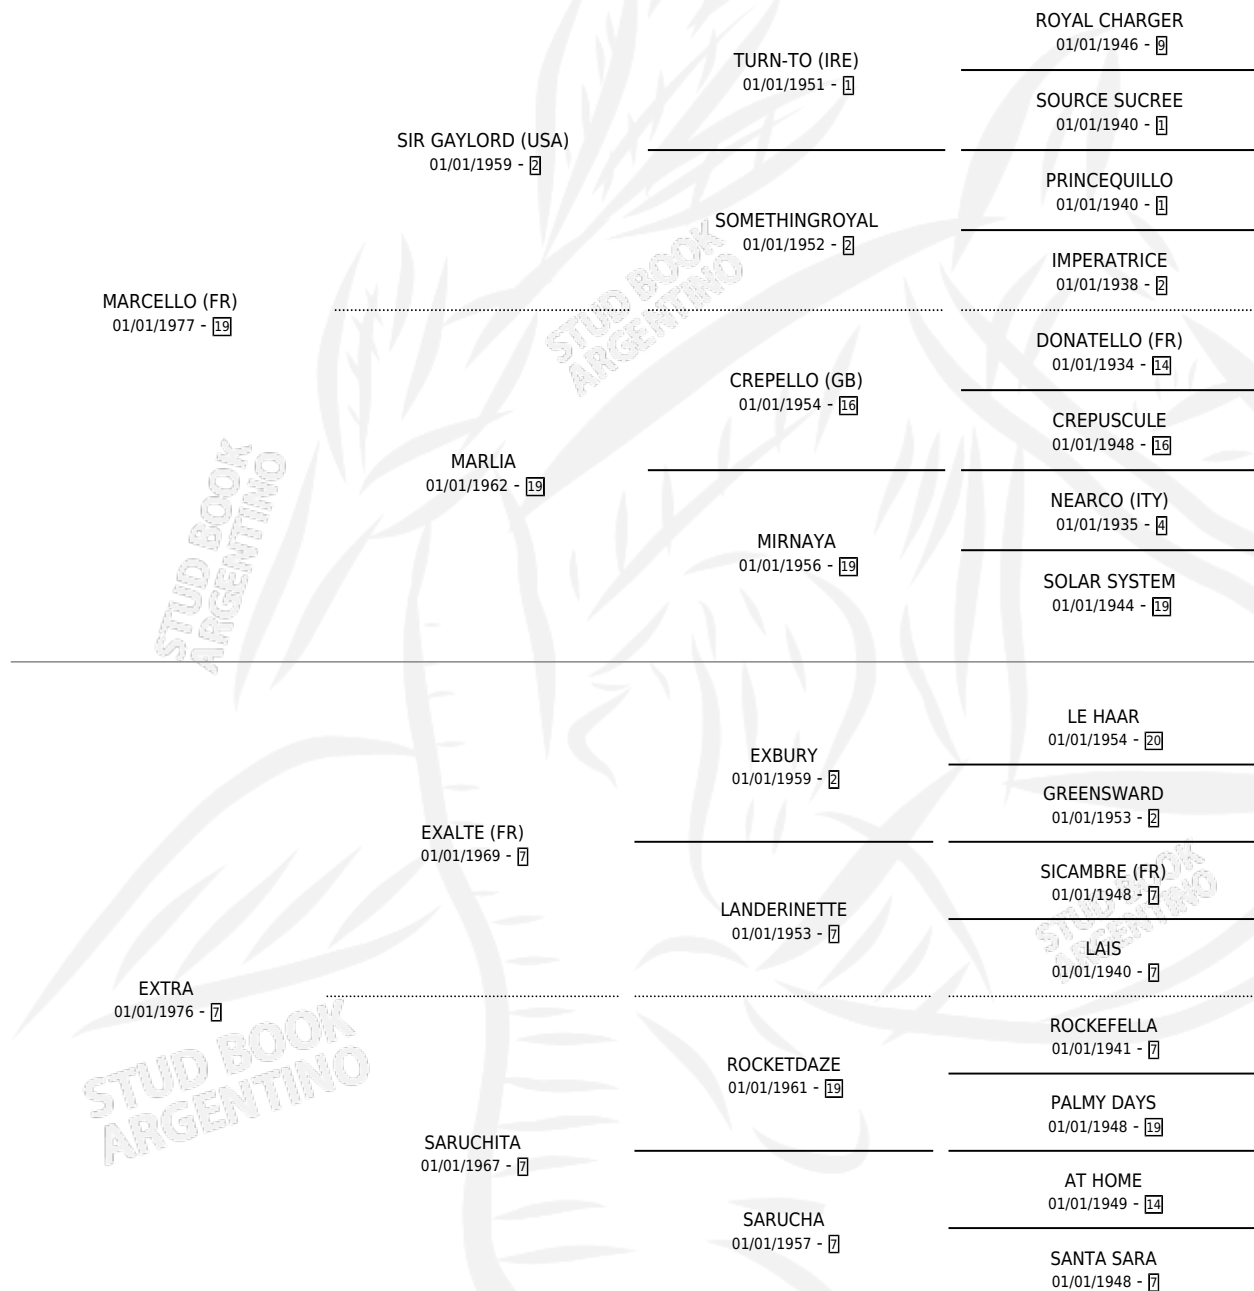 ROYAL CHARGER
01/01/1946 - 9
TURN-TO (IRE)
01/01/1951 - 1
SOURCE SUCREE
01/01/1940 - 1
SIR GAYLORD (USA)
01/01/1959 - 2
PRINCEQUILLO
01/01/1940 - 1
SOMETHINGROYAL
01/01/1952 - 2
IMPERATRICE
01/01/1938 - 2
MARCELLO (FR)
01/01/1977 - 19
STUD BOOK
ARGENTINO
DONATELLO (FR)
01/01/1934 - 14
CREPELLO (GB)
01/01/1954 - 16
CREPUSCULE
01/01/1948 - 16
MARLIA
01/01/1962 - 19
NEARCO (ITY)
01/01/1935 - 4
MIRNAYA
01/01/1956 - 19
SOLAR SYSTEM
01/01/1944 - 19
STUD BOOK
ARGENTINO
LE HAAR
01/01/1954 - 20
EXBURY
01/01/1959 - 2
GREENSWARD
01/01/1953 - 2
EXALTE (FR)
01/01/1969 - 7
SICAMBRE (FR)
01/01/1948 - 7
LANDERINETTE
01/01/1953 - 7
LAIS
01/01/1940 - 7
STUD BOOK
ARGENTINO
EXTRA
01/01/1976 - 7
ROCKEFELLA
01/01/1941 - 7
ROCKETDAZE
01/01/1961 - 19
PALMY DAYS
01/01/1948 - 19
STUD BOOK
ARGENTINO
SARUCHITA
01/01/1967 - 7
AT HOME
01/01/1949 - 14
SARUCHA
01/01/1957 - 7
SANTA SARA
01/01/1948 - 7